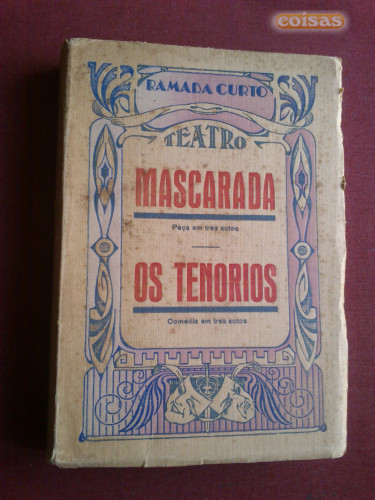 coisas
RAMADA CURTO
TEATRO
MASCARADA
Peça em tres actos
OS TENORIOS
Comedia em tres actos